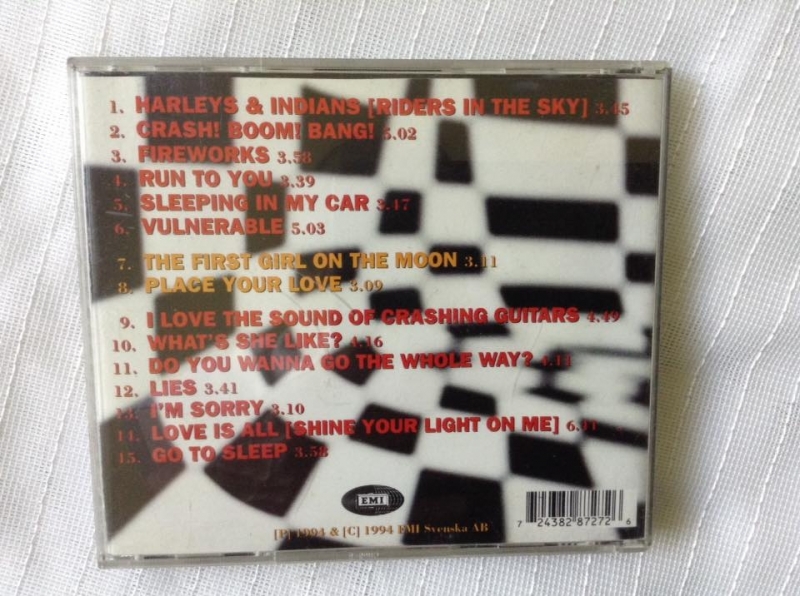 1. HARLEYS & INDIANS [RIDERS IN THE SKY] 3.45
2. CRASH! BOOM! BANG! 5.02
3. FIREWORKS 3.58
4. RUN TO YOU 3.39
5. SLEEPING IN MY CAR 3.47
6. VULNERABLE 5.03
7. THE FIRST GIRL ON THE MOON 3.11
8. PLACE YOUR LOVE 3.09
9. I LOVE THE SOUND OF CRASHING GUITARS 4.49
10. WHAT'S SHE LIKE? 4.16
11. DO YOU WANNA GO THE WHOLE WAY?
12. LIES 3.41
13. I'M SORRY 3.10
14. LOVE IS ALL [SHINE YOUR LIGHT ON ME]
15. GO TO SLEEP 3.58
EMI
[P] 1994 & [C] 1994 EMI Svenska AB
7 24382 87272 6